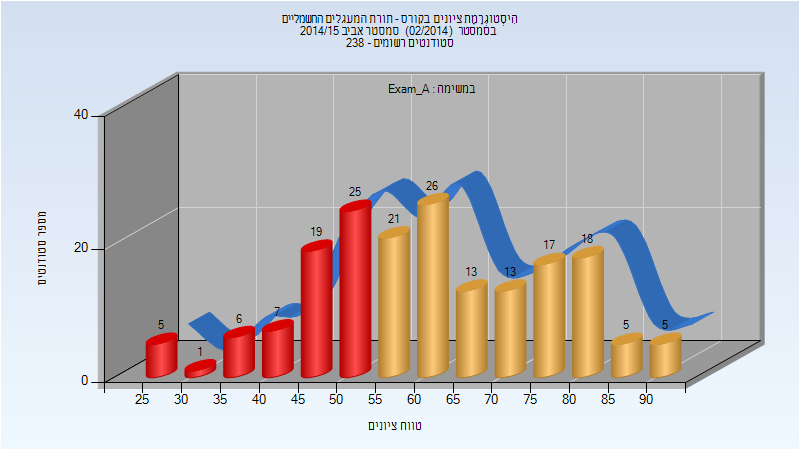 היסטוגרמת ציונים בקורס - תורת המעגלים החשמליים
בסמסטר (02/2014) סמסטר אביב 2014/15
סטודנטים רשומים - 238
במשימה : Exam_A
מספר סטודנטים
40
20
0
5
1
6
7
19
25
21
26
13
13
17
18
5
5
25 30 35 40 45 50 55 60 65 70 75 80 85 90
טווח ציונים